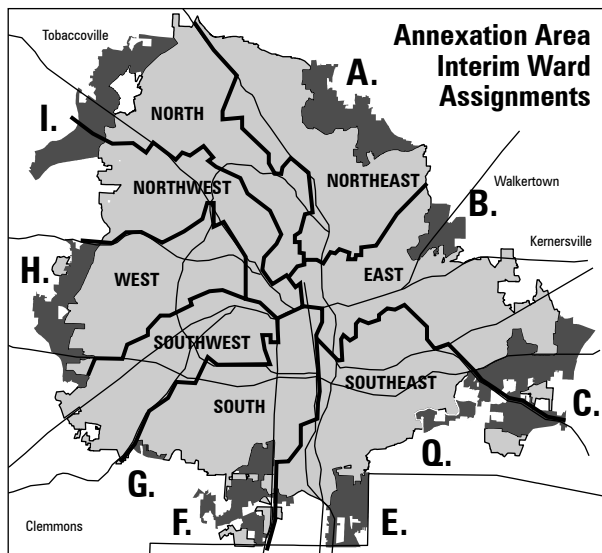 Tobaccoville
Annexation Area
Interim Ward
Assignments
A.
I.
NORTH
NORTHWEST
NORTHEAST
Walkertown
B.
Kernersville
H.
WEST
EAST
SOUTHWEST
SOUTHEAST
SOUTH
C.
Q.
G.
F.
E.
Clemmons